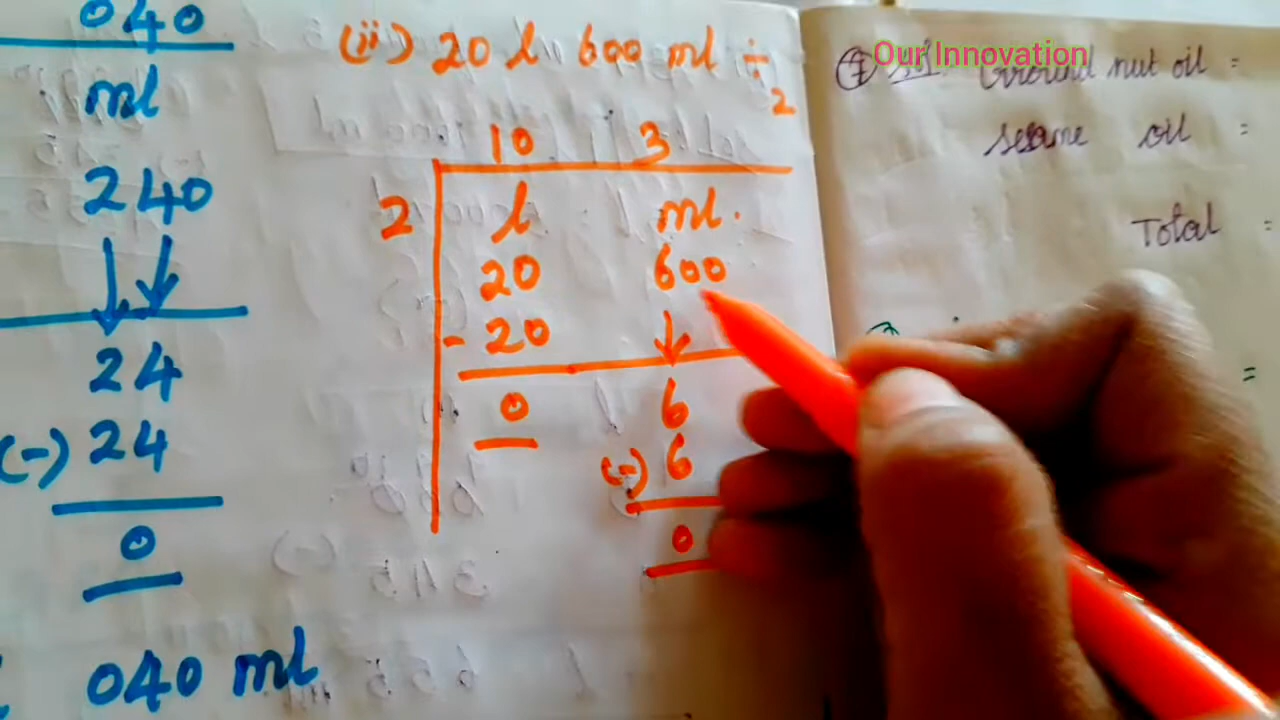 040
ml
240
24
(-) 24
0
040 ml
(ii) 20 l 600 ml ÷ 2
10 3
2 l ml.
20 600
- 20
0 6
(-) 6
0
Our Innovation
Ground nut oil =
Sesame oil =
Total =
=